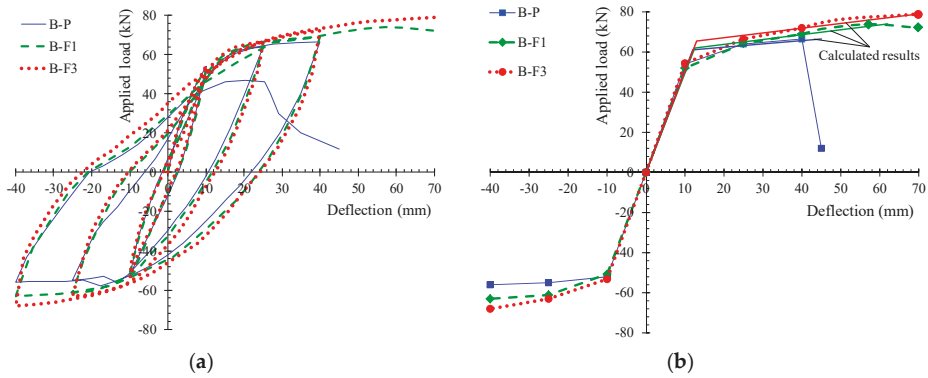 B-P
B-F1
B-F3
Applied load (kN)
80
60
40
20
0
-20
-40
-60
-80
-40 -30 -20 -10 0 10 20 30 40 50 60 70
Deflection (mm)
(a)
B-P
B-F1
B-F3
Applied load (kN)
80
60
40
20
0
-20
-40
-60
-80
-40 -30 -20 -10 0 10 20 30 40 50 60 70
Calculated results
Deflection (mm)
(b)